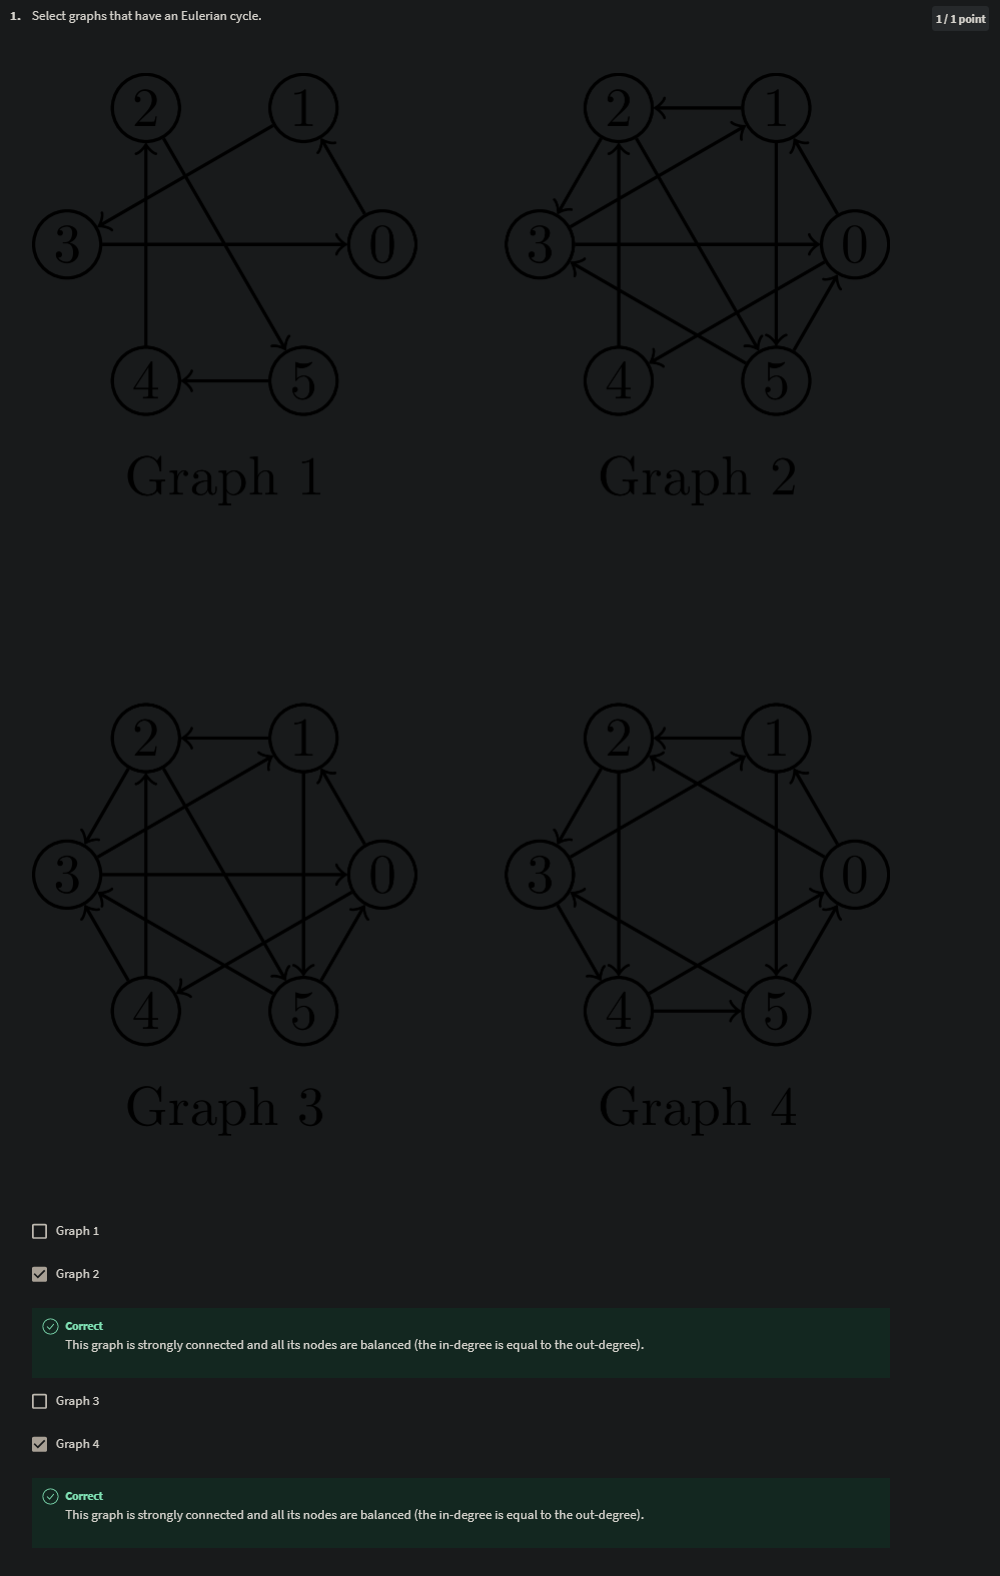 1. Select graphs that have an Eulerian cycle.
1 / 1 point
2 1
3 0
4 5
Graph 1
2 1
3 0
4 5
Graph 2
2 1
3 0
4 5
Graph 3
2 1
3 0
4 5
Graph 4
Graph 1
Graph 2
Correct
This graph is strongly connected and all its nodes are balanced (the in-degree is equal to the out-degree).
Graph 3
Graph 4
Correct
This graph is strongly connected and all its nodes are balanced (the in-degree is equal to the out-degree).